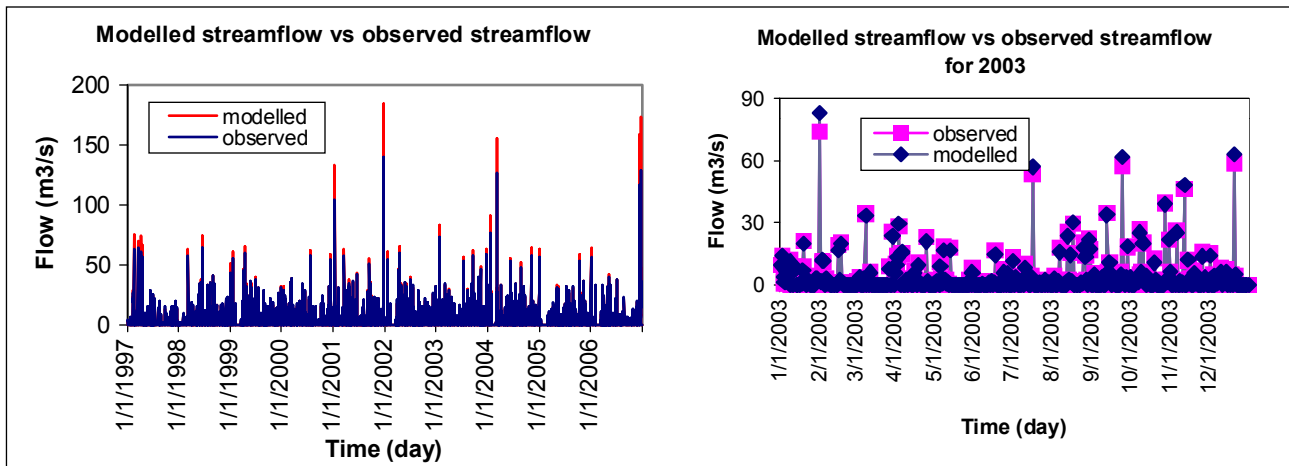 Modelled streamflow vs observed streamflow
200
150
100
50
0
Flow (m3/s)
modelled
observed
1/1/1997
1/1/1998
1/1/1999
1/1/2000
1/1/2001
1/1/2002
1/1/2003
1/1/2004
1/1/2005
1/1/2006
Time (day)
Modelled streamflow vs observed streamflow
for 2003
90
60
30
0
Flow (m3/s)
observed
modelled
1/1/2003
2/1/2003
3/1/2003
4/1/2003
5/1/2003
6/1/2003
7/1/2003
8/1/2003
9/1/2003
10/1/2003
11/1/2003
12/1/2003
Time (day)